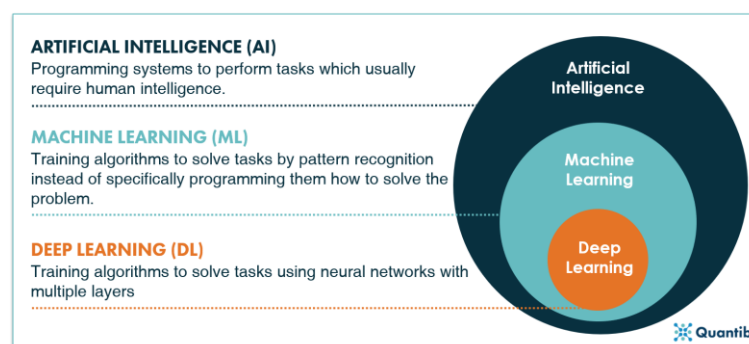 ARTIFICIAL INTELLIGENCE (AI)
Programming systems to perform tasks which usually
require human intelligence.
MACHINE LEARNING (ML)
Training algorithms to solve tasks by pattern recognition
instead of specifically programming them how to solve the
problem.
DEEP LEARNING (DL)
Training algorithms to solve tasks using neural networks with
multiple layers
Artificial
Intelligence
Machine
Learning
Deep
Learning
Quantib